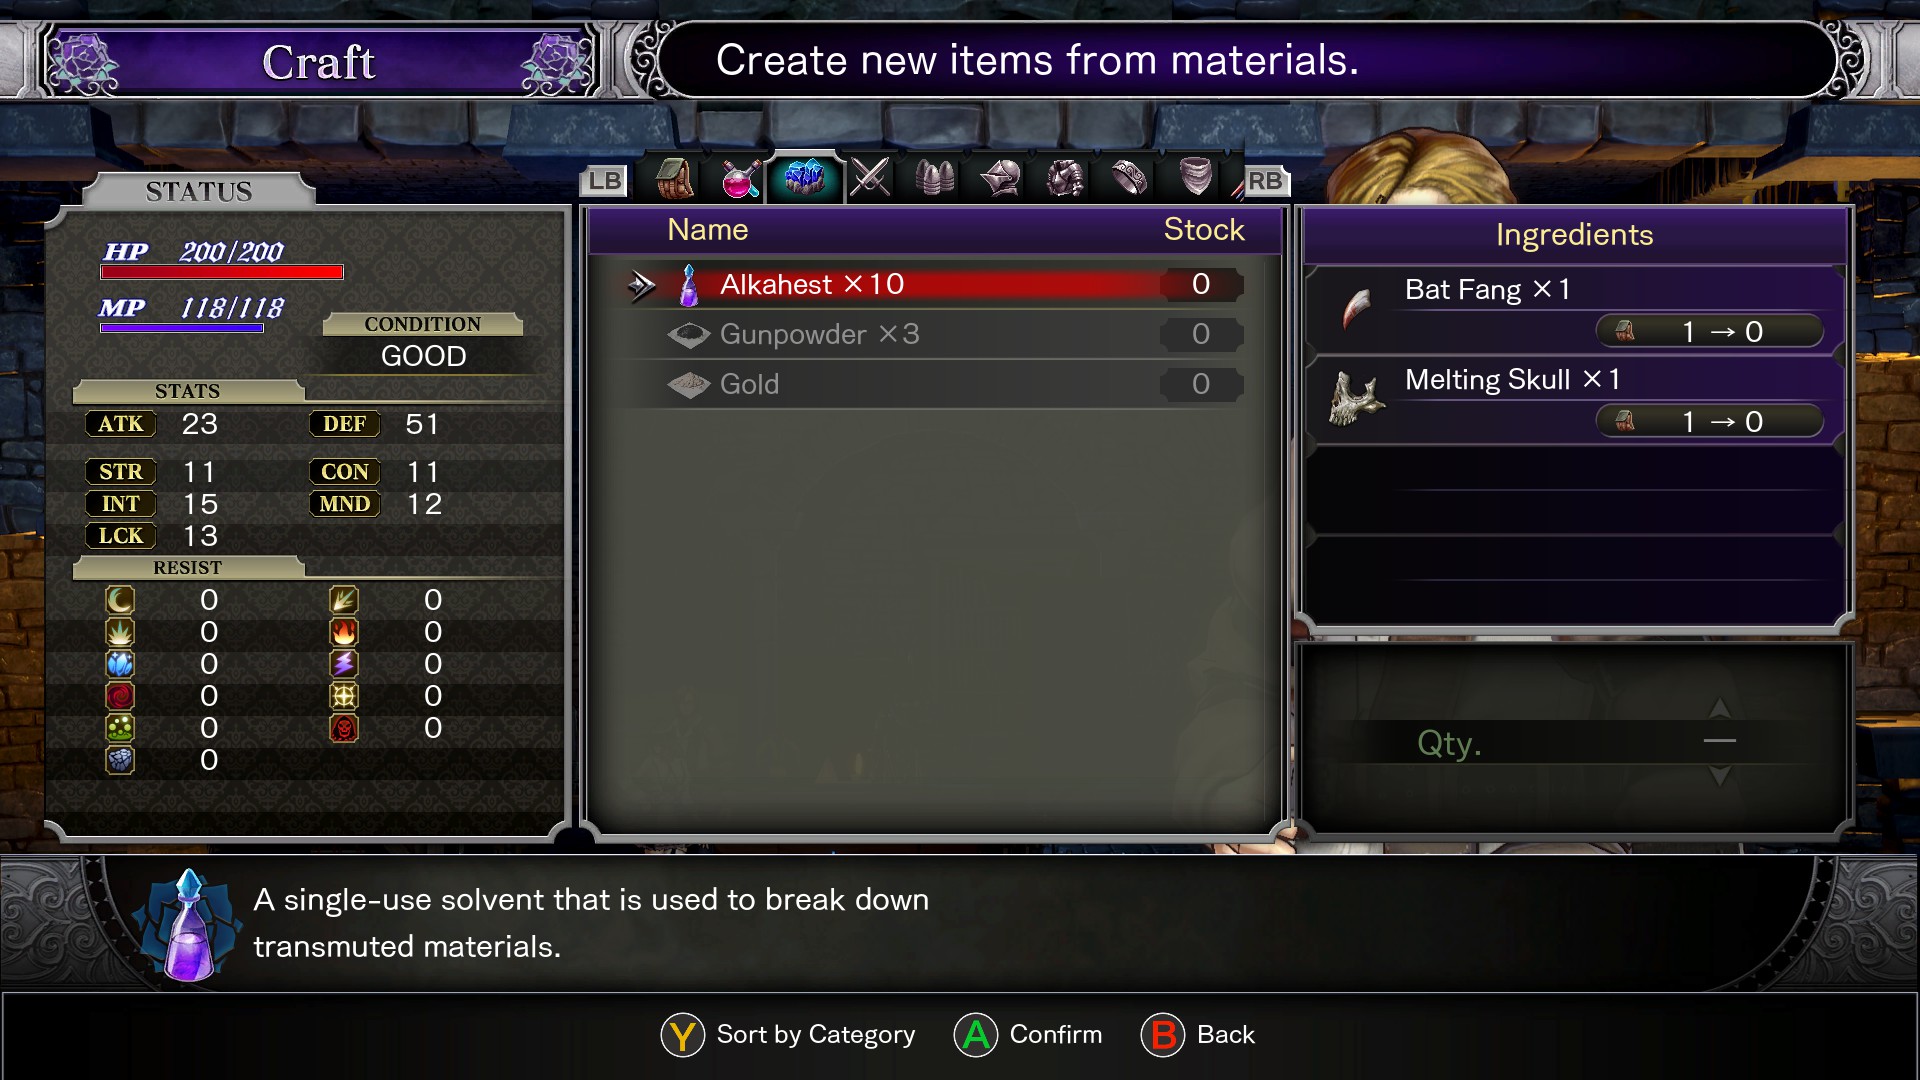 Craft
Create new items from materials.
STATUS
HP 200/200
MP 118/118
CONDITION
GOOD
STATS
ATK 23 DEF 51
STR 11 CON 11
INT 15 MND 12
LCK 13
RESIST
0 0
0 0
0 0
0 0
0 0
0
LB RB
Name Stock
Alkahest ×10 0
Gunpowder ×3 0
Gold 0
Ingredients
Bat Fang ×1
1 → 0
Melting Skull ×1
1 → 0
Qty. —
A single-use solvent that is used to break down
transmuted materials.
Y Sort by Category A Confirm B Back